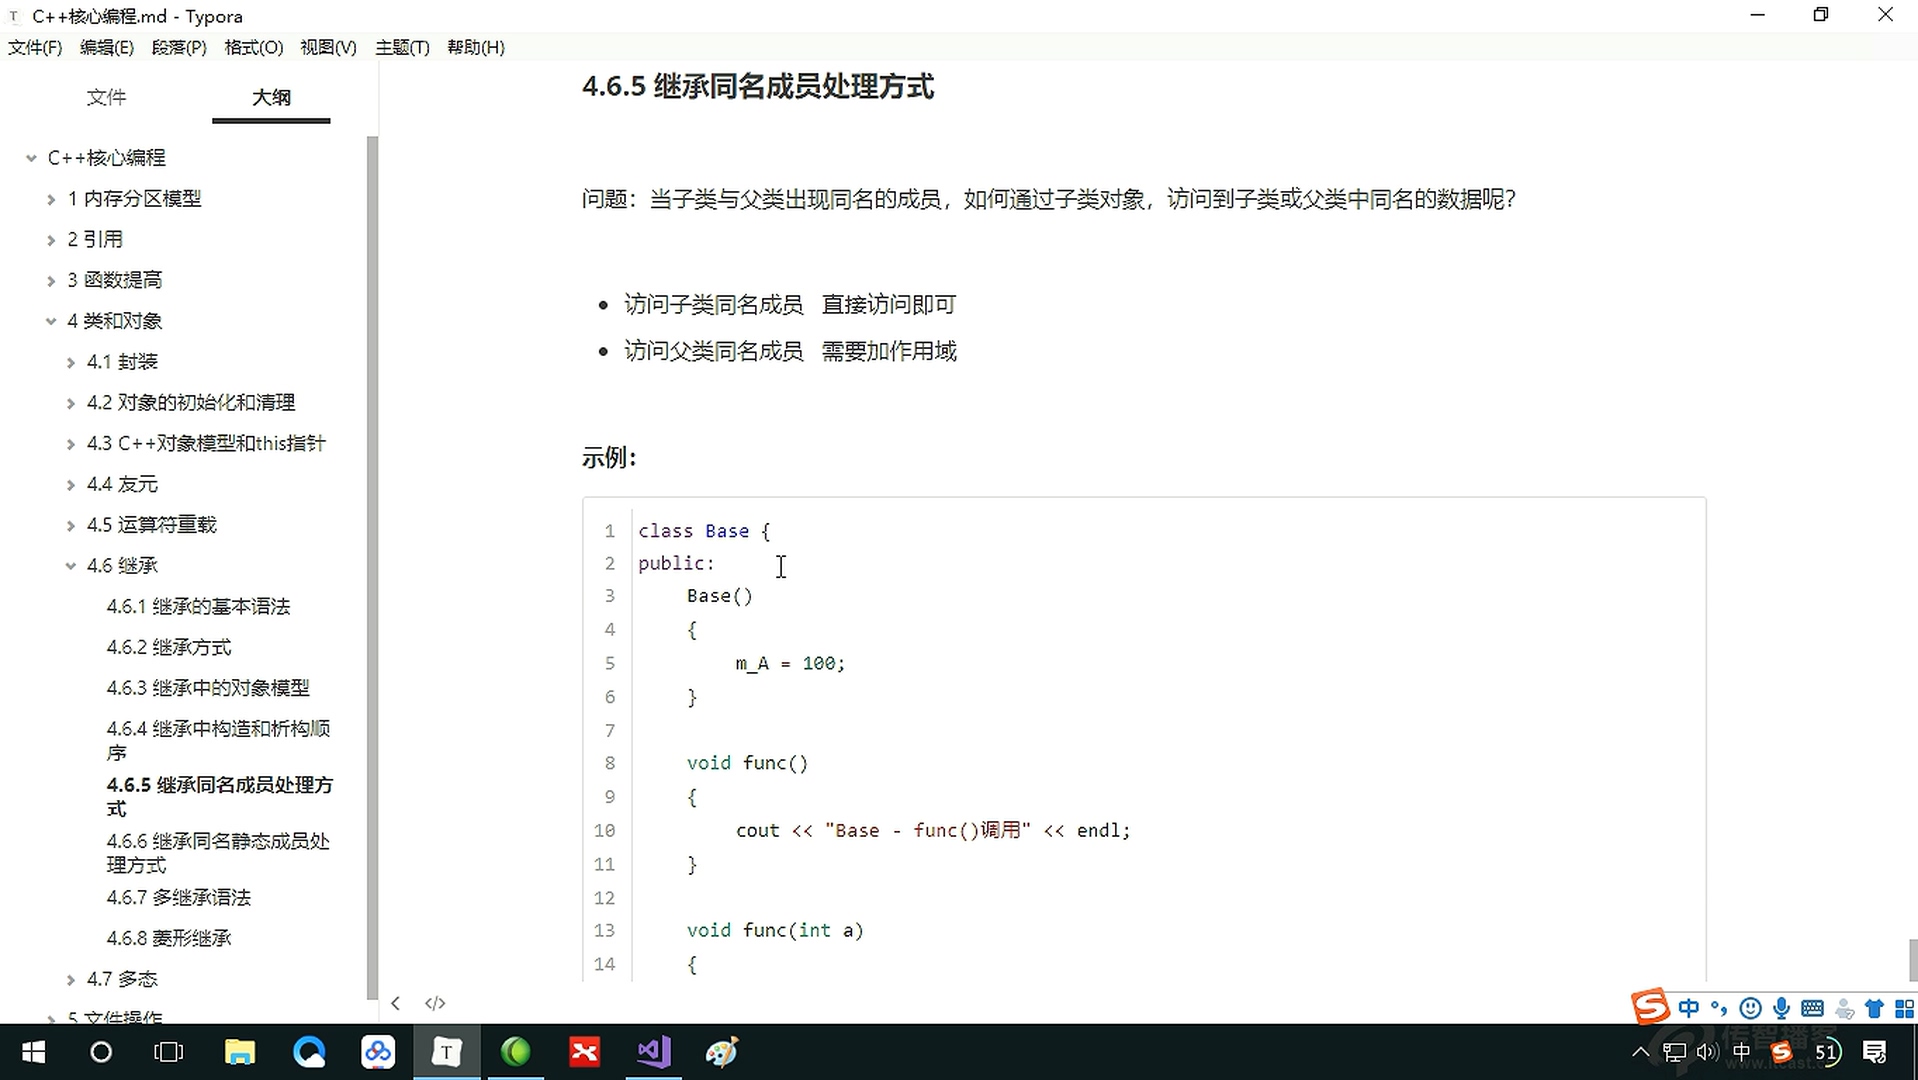 C++核心编程.md - Typora
文件(F) 编辑(E) 段落(P) 格式(O) 视图(V) 主题(T) 帮助(H)
文件 大纲
C++核心编程
1 内存分区模型
2 引用
3 函数提高
4 类和对象
4.1 封装
4.2 对象的初始化和清理
4.3 C++对象模型和this指针
4.4 友元
4.5 运算符重载
4.6 继承
4.6.1 继承的基本语法
4.6.2 继承方式
4.6.3 继承中的对象模型
4.6.4 继承中构造和析构顺
序
4.6.5 继承同名成员处理方
式
4.6.6 继承同名静态成员处
理方式
4.6.7 多继承语法
4.6.8 菱形继承
4.7 多态
5 文件操作
4.6.5 继承同名成员处理方式
问题：当子类与父类出现同名的成员，如何通过子类对象，访问到子类或父类中同名的数据呢？
访问子类同名成员 直接访问即可
访问父类同名成员 需要加作用域
示例：
1 class Base {
2 public:
3 Base()
4 {
5 m_A = 100;
6 }
7
8 void func()
9 {
10 cout << "Base - func()调用" << endl;
11 }
12
13 void func(int a)
14 {
</> 
中
中 51
传智播客
www.itcast.c